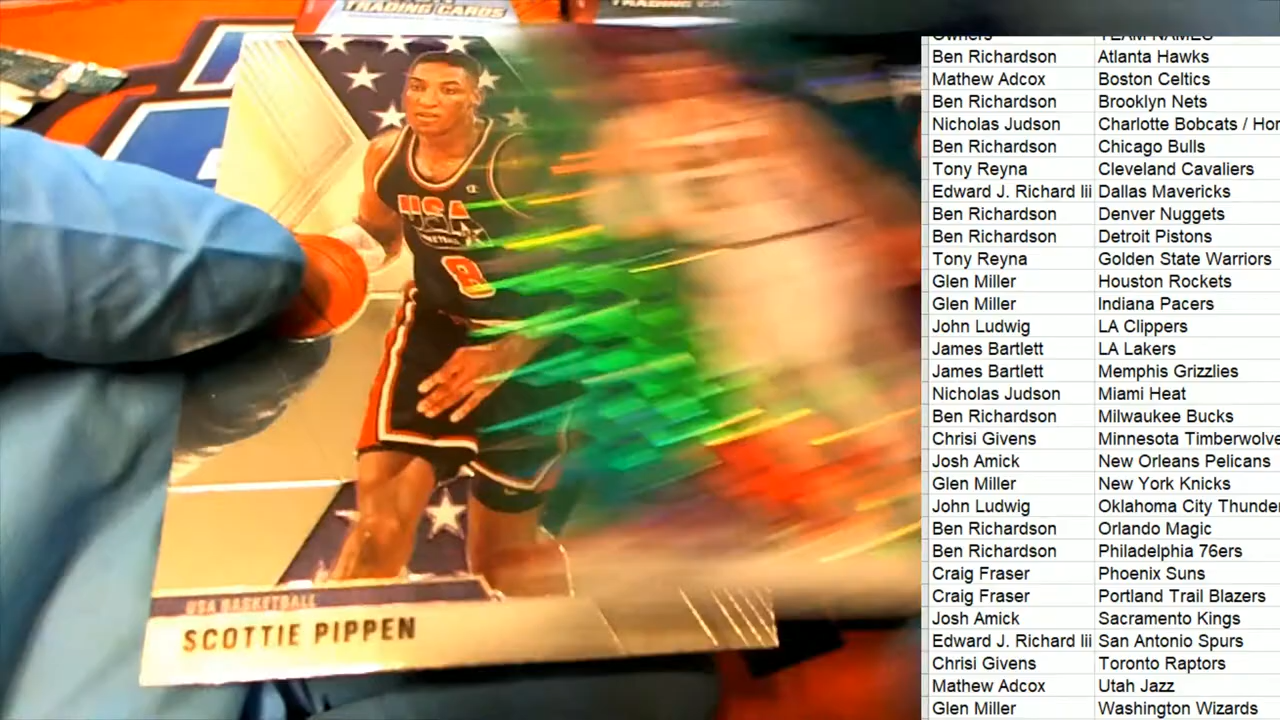 TRADING CARDS
TRADING CARDS
USA
BASKETBALL
8
USA BASKETBALL
SCOTTIE PIPPEN
Owners TEAM NAMES
Ben Richardson Atlanta Hawks
Mathew Adcox Boston Celtics
Ben Richardson Brooklyn Nets
Nicholas Judson Charlotte Bobcats / Hor
Ben Richardson Chicago Bulls
Tony Reyna Cleveland Cavaliers
Edward J. Richard Iii Dallas Mavericks
Ben Richardson Denver Nuggets
Ben Richardson Detroit Pistons
Tony Reyna Golden State Warriors
Glen Miller Houston Rockets
Glen Miller Indiana Pacers
John Ludwig LA Clippers
James Bartlett LA Lakers
James Bartlett Memphis Grizzlies
Nicholas Judson Miami Heat
Ben Richardson Milwaukee Bucks
Chrisi Givens Minnesota Timberwolve
Josh Amick New Orleans Pelicans
Glen Miller New York Knicks
John Ludwig Oklahoma City Thunder
Ben Richardson Orlando Magic
Ben Richardson Philadelphia 76ers
Craig Fraser Phoenix Suns
Craig Fraser Portland Trail Blazers
Josh Amick Sacramento Kings
Edward J. Richard Iii San Antonio Spurs
Chrisi Givens Toronto Raptors
Mathew Adcox Utah Jazz
Glen Miller Washington Wizards